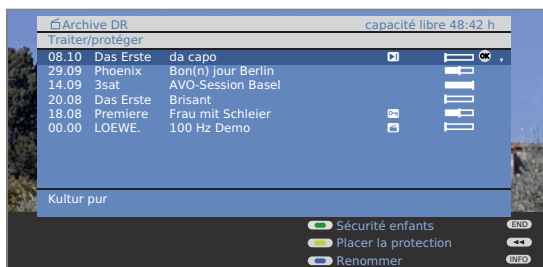 Archive DR capacité libre 48:42 h
Traiter/protéger
08.10 Das Erste da capo OK
29.09 Phoenix Bon(n) jour Berlin
14.09 3sat AVO-Session Basel
20.08 Das Erste Brisant
18.08 Premiere Frau mit Schleier
00.00 LOEWE. 100 Hz Demo
Kultur pur
Sécurité enfants END
Placer la protection
Renommer INFO